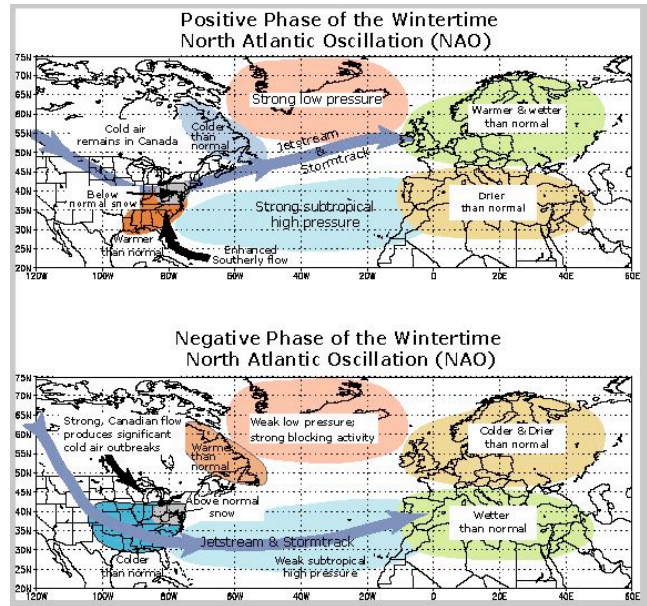 Positive Phase of the Wintertime
North Atlantic Oscillation (NAO)
75N
70N
65N
60N
55N
50N
45N
40N
35N
30N
25N
20N
Strong low pressure
Cold air
remains in Canada
Colder
than
normal
Jetstream
&
Stormtrack
Warmer & wetter
than normal
Below
normal snow
Strong subtropical
high pressure
Drier
than normal
Warmer
than normal
Enhanced
Southerly flow
120W
100W
80W
60W
40W
20W
0
20E
40E
60E
Negative Phase of the Wintertime
North Atlantic Oscillation (NAO)
75N
70N
65N
60N
55N
50N
45N
40N
35N
30N
25N
20N
Strong, Canadian flow
produces significant
cold air outbreaks
Weak low pressure;
strong blocking activity
Colder & Drier
than normal
Warmer
than
normal
Above normal
snow
Wetter
than normal
Jetstream & Stormtrack
Colder
than normal
Weak subtropical
high pressure
120W
100W
80W
60W
40W
20W
0
20E
40E
60E